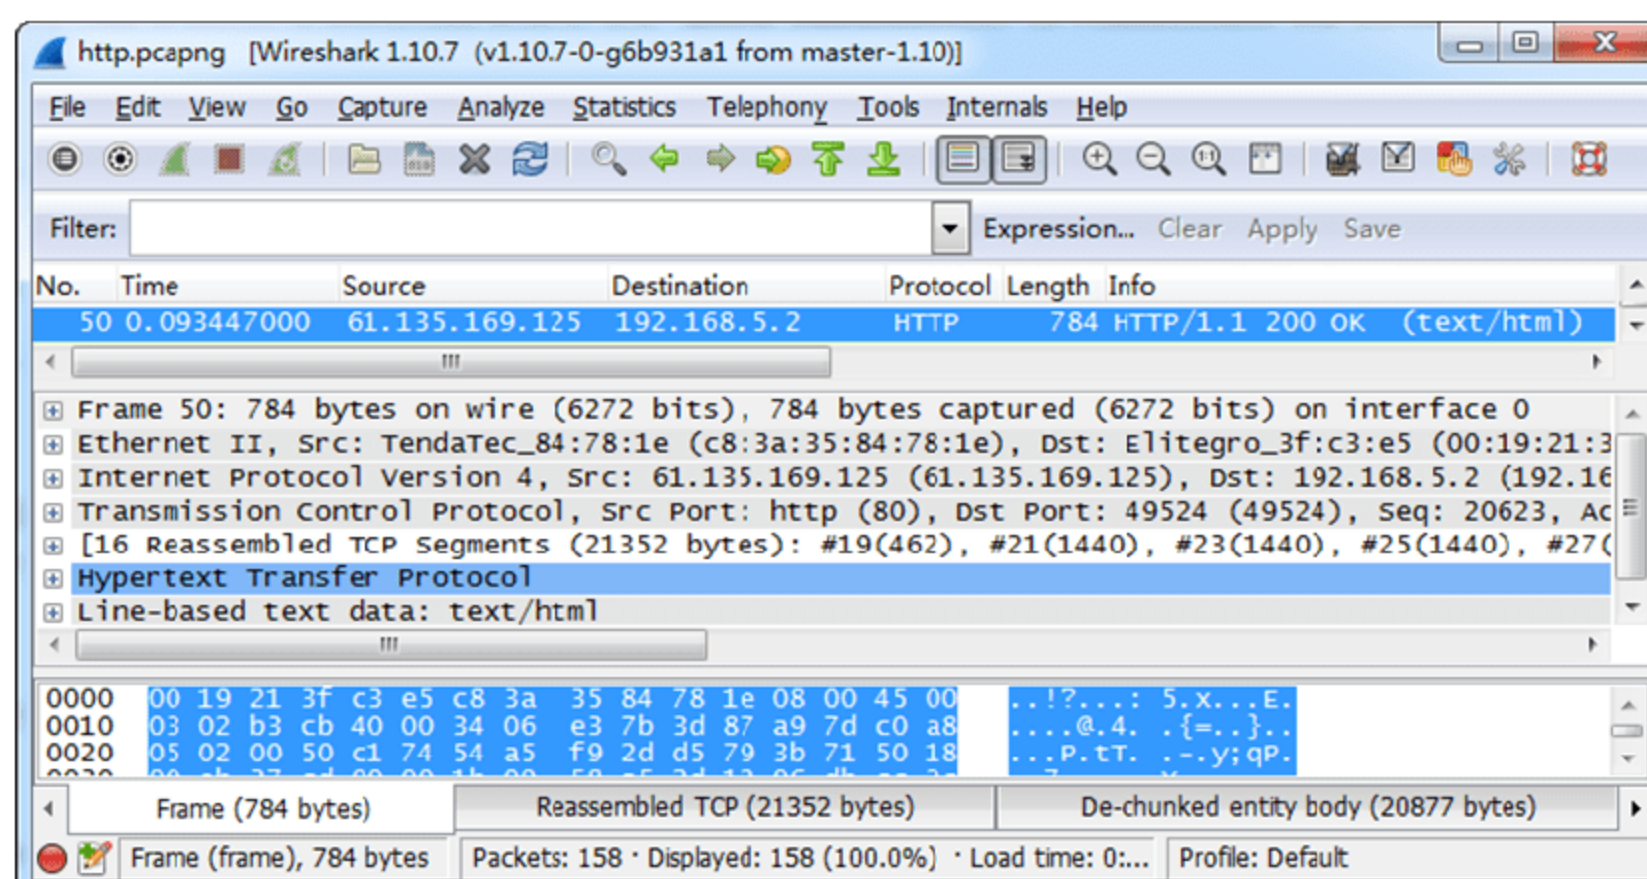 http.pcapng [Wireshark 1.10.7 (v1.10.7-0-g6b931a1 from master-1.10)]
File Edit View Go Capture Analyze Statistics Telephony Tools Internals Help
Filter: Expression... Clear Apply Save
No. Time Source Destination Protocol Length Info
50 0.093447000 61.135.169.125 192.168.5.2 HTTP 784 HTTP/1.1 200 OK (text/html)
Frame 50: 784 bytes on wire (6272 bits), 784 bytes captured (6272 bits) on interface 0
Ethernet II, Src: TendaTec_84:78:1e (c8:3a:35:84:78:1e), Dst: Elitegro_3f:c3:e5 (00:19:21:3
Internet Protocol Version 4, Src: 61.135.169.125 (61.135.169.125), Dst: 192.168.5.2 (192.16
Transmission Control Protocol, Src Port: http (80), Dst Port: 49524 (49524), Seq: 20623, Ac
[16 Reassembled TCP Segments (21352 bytes): #19(462), #21(1440), #23(1440), #25(1440), #27(
Hypertext Transfer Protocol
Line-based text data: text/html
0000 00 19 21 3f c3 e5 c8 3a 35 84 78 1e 08 00 45 00 ..!?...: 5.x...E.
0010 03 02 b3 cb 40 00 34 06 e3 7b 3d 87 a9 7d c0 a8 ....@.4. .{=..}..
0020 05 02 00 50 c1 74 54 a5 f9 2d d5 79 3b 71 50 18 ...P.tT. .-.y;qP.
Frame (784 bytes) Reassembled TCP (21352 bytes) De-chunked entity body (20877 bytes)
Frame (frame), 784 bytes Packets: 158 · Displayed: 158 (100.0%) · Load time: 0:... Profile: Default